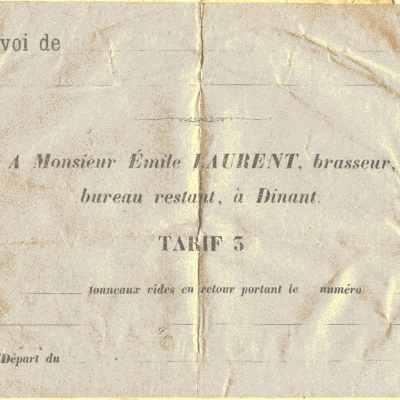 voi de
A Monsieur Émile LAURENT, brasseur,
bureau restant, à Dinant.
TARIF 3
tonneaux vides en retour portant le numéro
Départ du